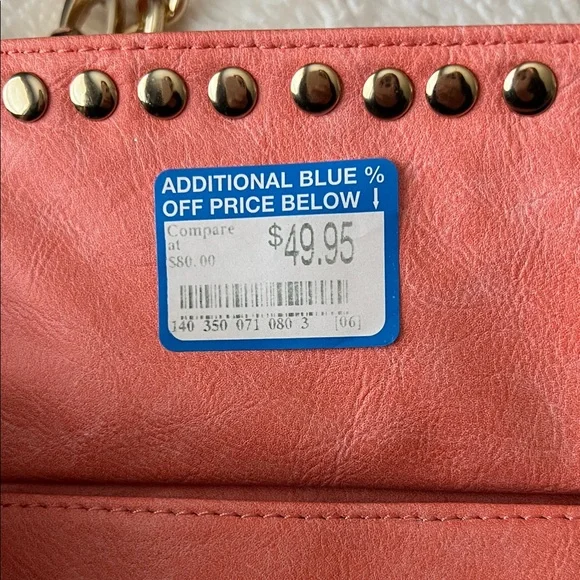 ADDITIONAL BLUE %
OFF PRICE BELOW ↓
Compare
at
$80.00
$49.95
140 350 071 080 3 [06]